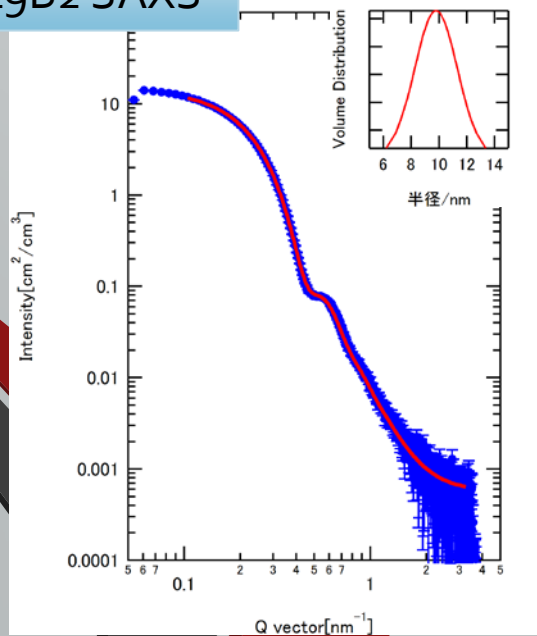 SAXS
Volume Distribution
6 8 10 12 14
半径/nm
Intensity[cm²/cm³]
10
1
0.1
0.01
0.001
0.0001
5 6 7 2 3 4 5 6 7 2 3 4 5
0.1 1
Q vector[nm⁻¹]